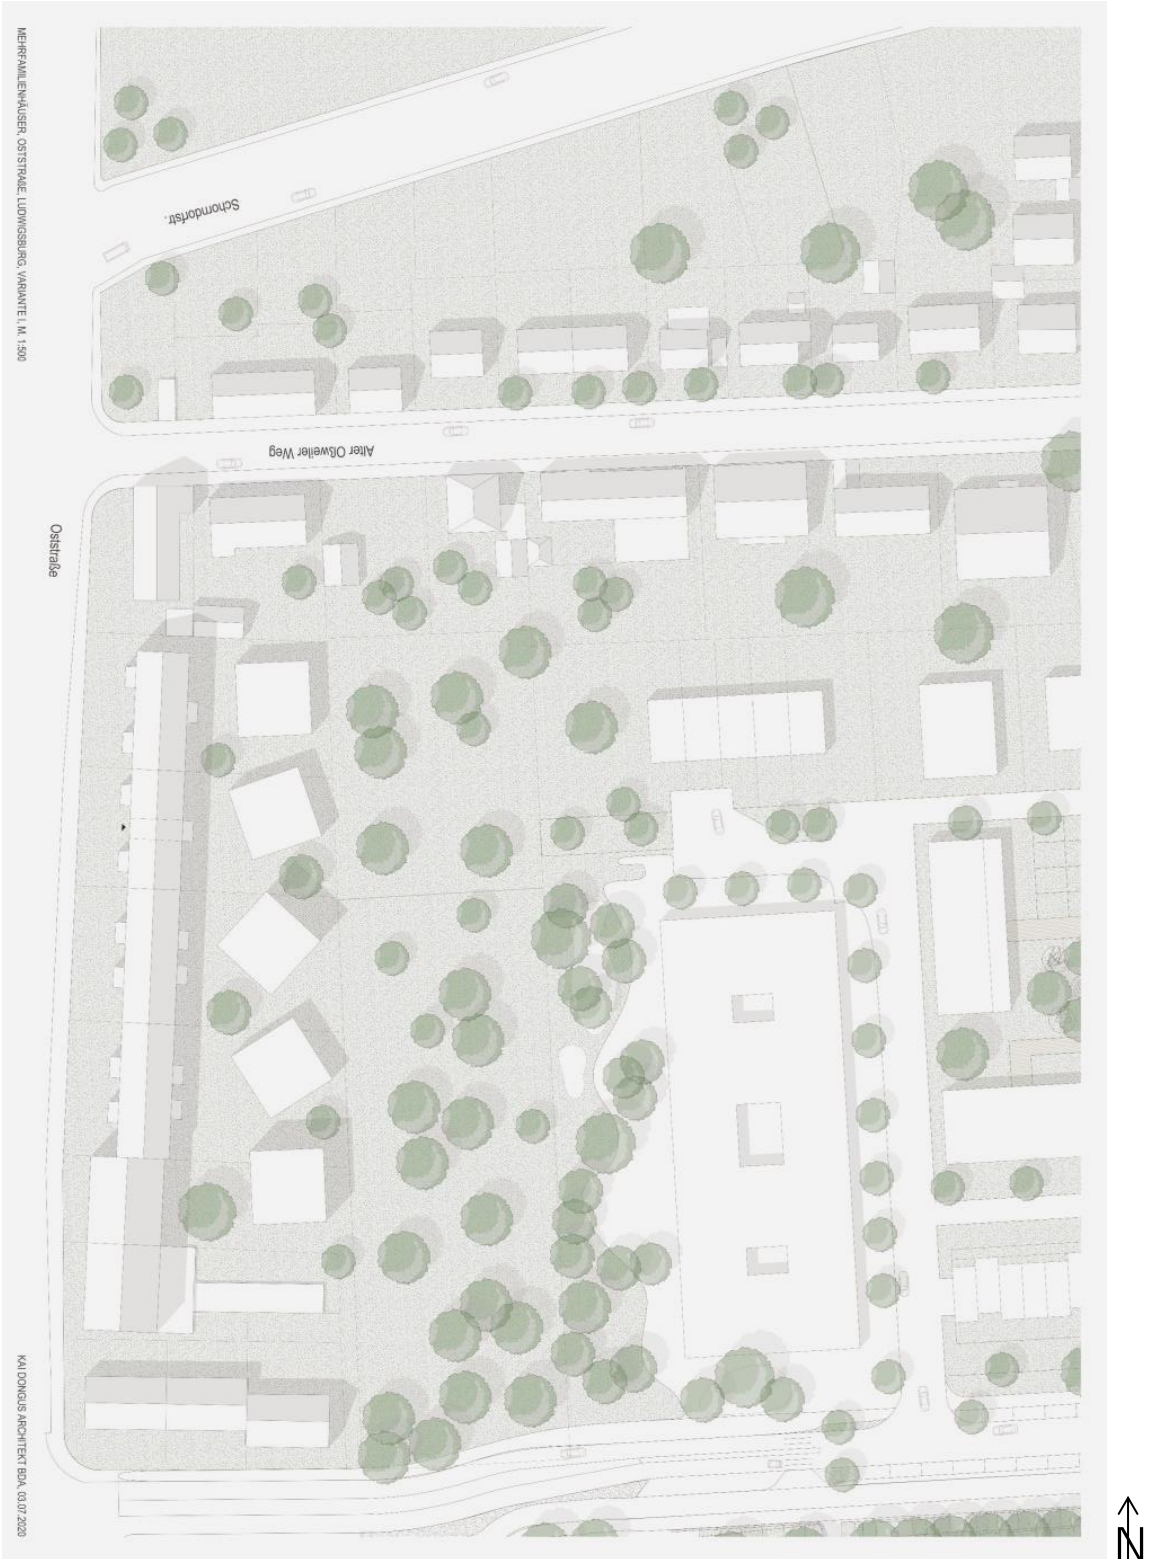 MEHRFAMILIENHÄUSER, OSTSTRAßE, LUDWIGSBURG, VARIANTE I, M. 1:500
Schorndorfstr.
Alter Oßweiler Weg
Oststraße
KAI DONGUS ARCHITEKT BDA, 03.07.2020
N